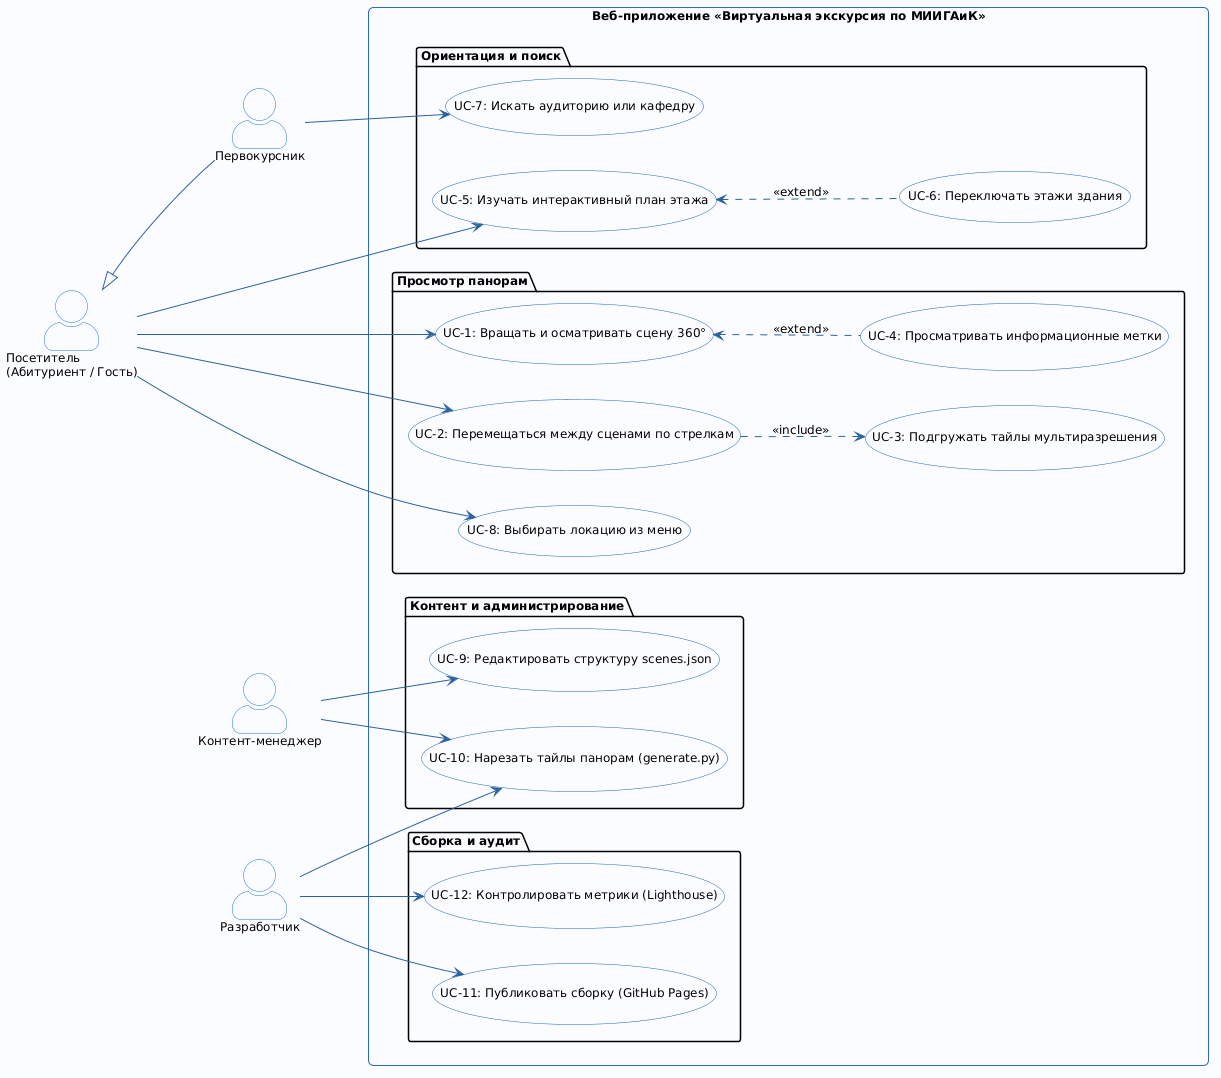 Веб-приложение «Виртуальная экскурсия по МИИГАиК»
Ориентация и поиск
UC-7: Искать аудиторию или кафедру
Первокурсник
UC-5: Изучать интерактивный план этажа
«extend»
UC-6: Переключать этажи здания
Просмотр панорам
UC-1: Вращать и осматривать сцену 360°
«extend»
UC-4: Просматривать информационные метки
Посетитель
(Абитуриент / Гость)
UC-2: Перемещаться между сценами по стрелкам
«include»
UC-3: Подгружать тайлы мультиразрешения
UC-8: Выбирать локацию из меню
Контент и администрирование
UC-9: Редактировать структуру scenes.json
Контент-менеджер
UC-10: Нарезать тайлы панорам (generate.py)
Сборка и аудит
UC-12: Контролировать метрики (Lighthouse)
Разработчик
UC-11: Публиковать сборку (GitHub Pages)